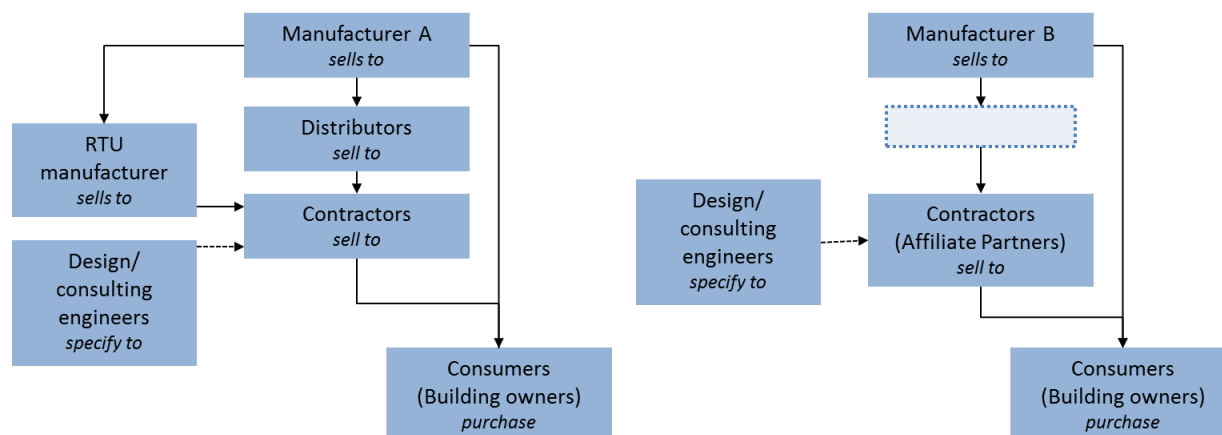 Manufacturer A
sells to
Distributors
sell to
RTU
manufacturer
sells to
Contractors
sell to
Design/
consulting
engineers
specify to
Consumers
(Building owners)
purchase
Manufacturer B
sells to
Design/
consulting
engineers
specify to
Contractors
(Affiliate Partners)
sell to
Consumers
(Building owners)
purchase